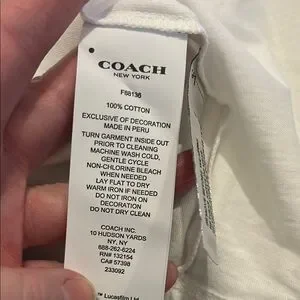 COACH
NEW YORK
F88136
100% COTTON
EXCLUSIVE OF DECORATION
MADE IN PERU
TURN GARMENT INSIDE OUT
PRIOR TO CLEANING
MACHINE WASH COLD,
GENTLE CYCLE
NON-CHLORINE BLEACH
WHEN NEEDED
LAY FLAT TO DRY
WARM IRON IF NEEDED
DO NOT IRON ON
DECORATION
DO NOT DRY CLEAN
COACH INC.
10 HUDSON YARDS
NY, NY
888-262-6224
RN# 132154
CA# 57398
233092
™ Lucasfilm Ltd.